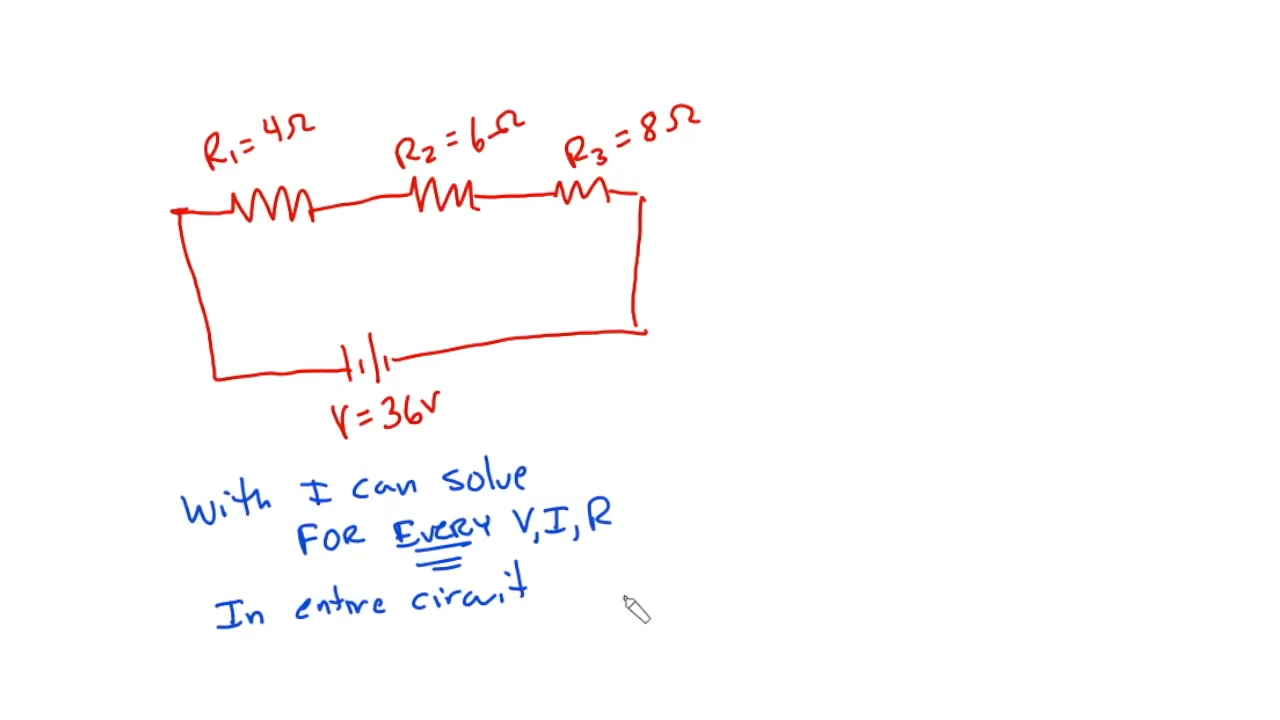 R₁=4Ω
R₂=6Ω
R₃=8Ω
V=36V
With I can solve
FOR EVERY V, I, R
In entire circuit